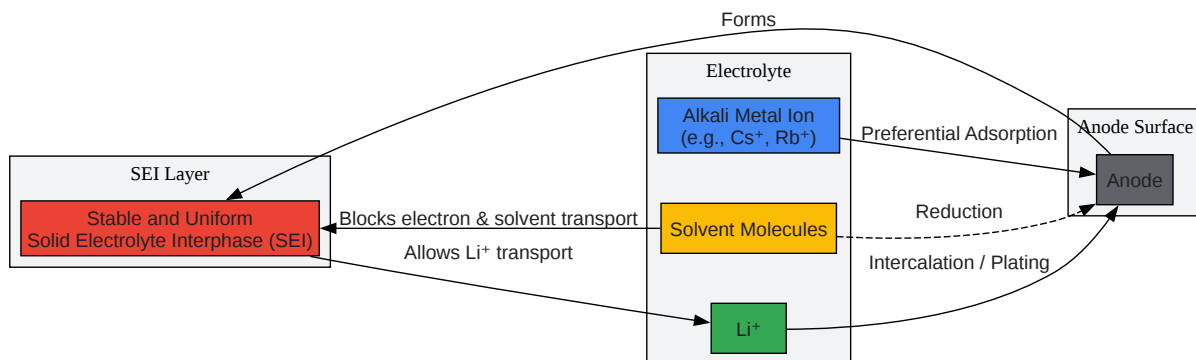 Forms
Electrolyte
Alkali Metal Ion
(e.g., Cs⁺, Rb⁺)
Preferential Adsorption
Anode Surface
Anode
SEI Layer
Stable and Uniform
Solid Electrolyte Interphase (SEI)
Blocks electron & solvent transport
Solvent Molecules
Reduction
Allows Li⁺ transport
Intercalation / Plating
Li⁺